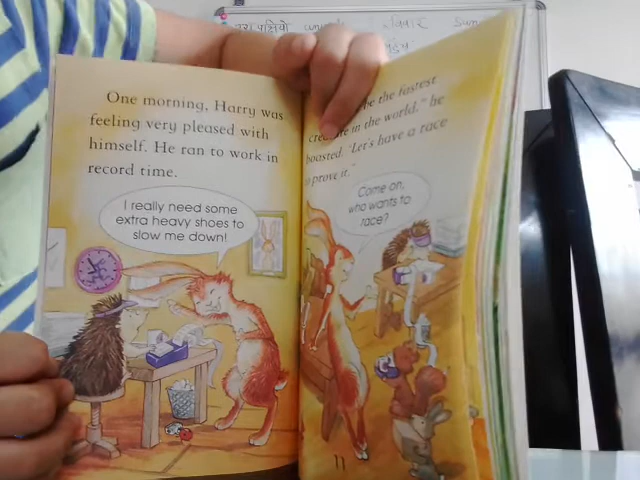 One morning, Harry was
feeling very pleased with
himself. He ran to work in
record time.
I really need some
extra heavy shoes to
slow me down!
be the fastest
in the world." he
boasted. "Let's have a race
prove it."
Come on,
who wants to
race?
11